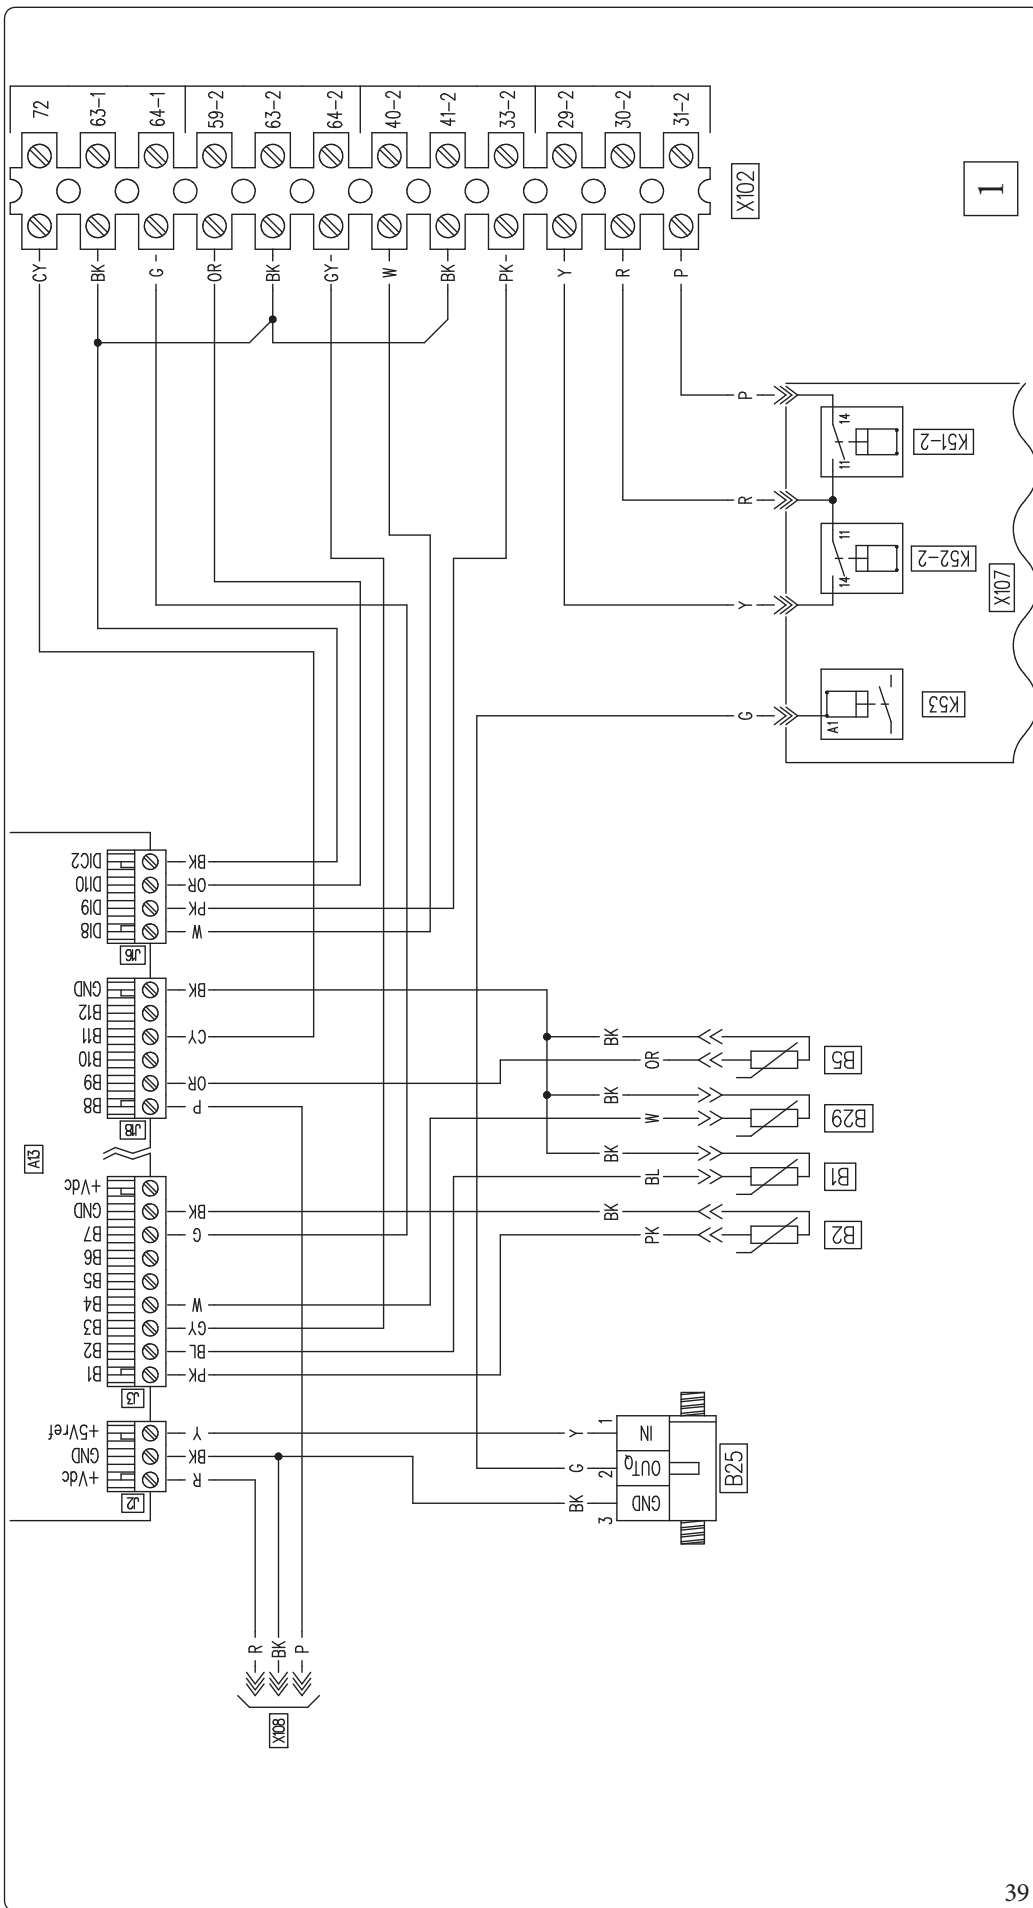 72
63-1
64-1
59-2
63-2
64-2
40-2
41-2
33-2
29-2
30-2
31-2
X102
1
CY
BK
G
OR
BK
GY
W
BK
PK
Y
R
P
P
R
Y
G
14
11
K51-2
11
14
K52-2
X107
A1
K53
DIC2
DI10
DI9
DI8
J16
BK
OR
PK
W
GND
B12
B11
B10
B9
B8
J18
BK
CY
OR
P
A13
+Vdc
GND
B7
B6
B5
B4
B3
B2
B1
J3
BK
G
W
GY
BL
PK
+5Vref
GND
+Vdc
J2
Y
BK
R
BK
OR
B5
BK
W
B29
BK
BL
B1
BK
PK
B2
Y
G
BK
1
2
3
IN
OUT
Q
GND
B25
R
BK
P
X108
39